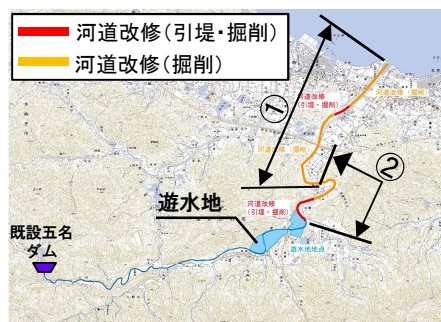 河道改修（引堤・掘削）
河道改修（掘削）
①
河道改修
（引堤・掘削）
河道改修（掘削）
河道改修（掘削）
②
河道改修
（引堤・掘削）
遊水地
遊水地地点
既設五名
ダム